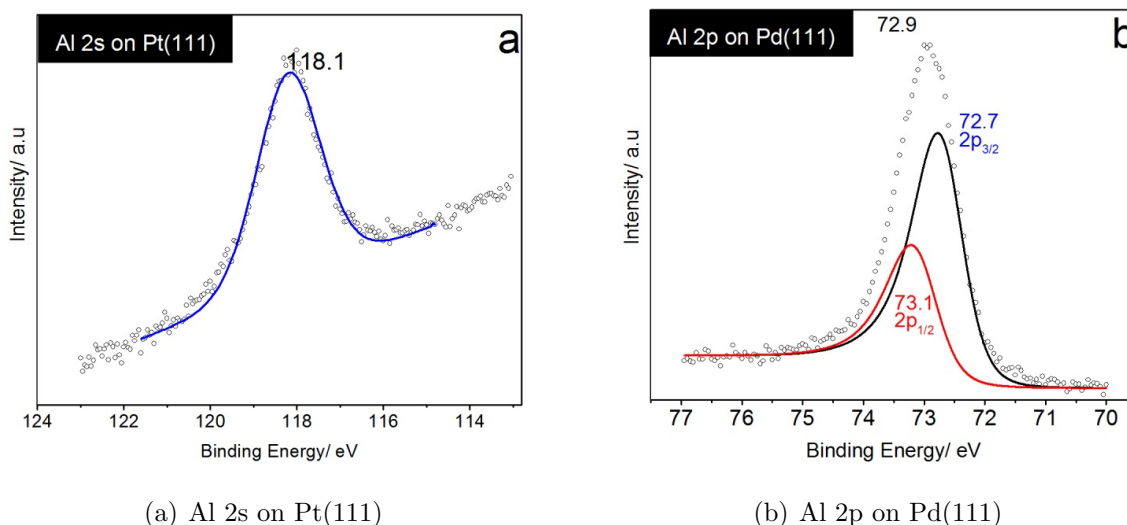 Al 2s on Pt(111)
a
118.1
Intensity/ a.u
124 122 120 118 116 114
Binding Energy/ eV
(a) Al 2s on Pt(111)
Al 2p on Pd(111)
b
72.9
72.7
2p3/2
73.1
2p1/2
Intensity/ a.u
77 76 75 74 73 72 71 70
Binding Energy/ eV
(b) Al 2p on Pd(111)